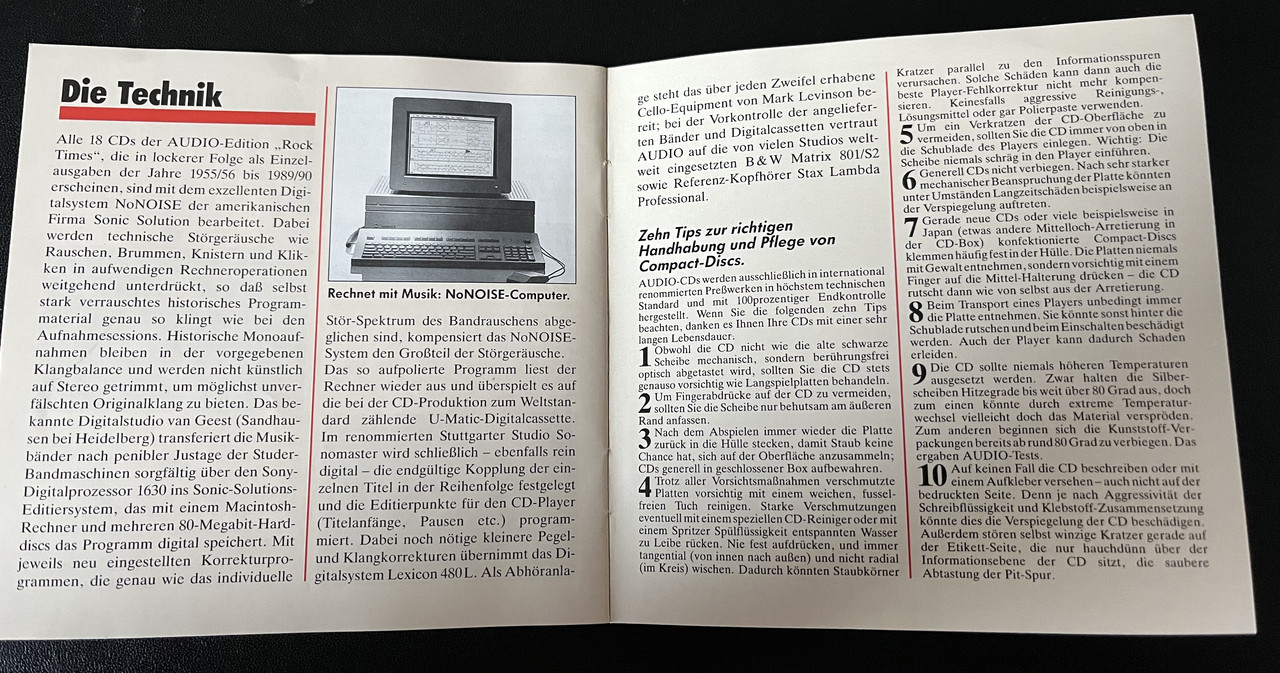 Die Technik
Alle 18 CDs der AUDIO-Edition „Rock
Times“, die in lockerer Folge als Einzel-
ausgaben der Jahre 1955/56 bis 1989/90
erscheinen, sind mit dem exzellenten Digi-
talsystem NoNOISE der amerikanischen
Firma Sonic Solution bearbeitet. Dabei
werden technische Störgeräusche wie
Rauschen, Brummen, Knistern und Klik-
ken in aufwendigen Rechneroperationen
weitgehend unterdrückt, so daß selbst
stark verrauschtes historisches Program-
material genau so klingt wie bei den
Aufnahmesessions. Historische Monoauf-
nahmen bleiben in der vorgegebenen
Klangbalance und werden nicht künstlich
auf Stereo getrimmt, um möglichst unver-
fälschten Originalklang zu bieten. Das be-
kannte Digitalstudio van Geest (Sandhau-
sen bei Heidelberg) transferiert die Musik-
bänder nach penibler Justage der Studer-
Bandmaschinen sorgfältig über den Sony-
Digitalprozessor 1630 ins Sonic-Solutions-
Editiersystem, das mit einem Macintosh-
Rechner und mehreren 80-Megabit-Hard-
discs das Programm digital speichert. Mit
jeweils neu eingestellten Korrekturpro-
grammen, die genau wie das individuelle
Rechnet mit Musik: NoNOISE-Computer.
Stör-Spektrum des Bandrauschens abge-
glichen sind, kompensiert das NoNOISE-
System den Großteil der Störgeräusche.
Das so aufpolierte Programm liest der
Rechner wieder aus und überspielt es auf
die bei der CD-Produktion zum Weltstan-
dard zählende U-Matic-Digitalcassette.
Im renommierten Stuttgarter Studio So-
nomaster wird schließlich – ebenfalls rein
digital – die endgültige Kopplung der ein-
zelnen Titel in der Reihenfolge festgelegt
und die Editierpunkte für den CD-Player
(Titelanfänge, Pausen etc.) program-
miert. Dabei noch nötige kleinere Pegel-
und Klangkorrekturen übernimmt das Di-
gitalsystem Lexicon 480 L. Als Abhöranla-
ge steht das über jeden Zweifel erhabene
Cello-Equipment von Mark Levinson be-
reit; bei der Vorkontrolle der angeliefer-
ten Bänder und Digitalcassetten vertraut
AUDIO auf die von vielen Studios welt-
weit eingesetzten B & W Matrix 801/S2
sowie Referenz-Kopfhörer Stax Lambda
Professional.
Zehn Tips zur richtigen
Handhabung und Pflege von
Compact-Discs.
AUDIO-CDs werden ausschließlich in international
renommierten Preßwerken in höchstem technischen
Standard und mit 100prozentiger Endkontrolle
hergestellt. Wenn Sie die folgenden zehn Tips
beachten, danken es Ihnen Ihre CDs mit einer sehr
langen Lebensdauer.
1 Obwohl die CD nicht wie die alte schwarze
Scheibe mechanisch, sondern berührungsfrei
optisch abgetastet wird, sollten Sie die CD stets
genauso vorsichtig wie Langspielplatten behandeln.
2 Um Fingerabdrücke auf der CD zu vermeiden,
sollten Sie die Scheibe nur behutsam am äußeren
Rand anfassen.
3 Nach dem Abspielen immer wieder die Platte
zurück in die Hülle stecken, damit Staub keine
Chance hat, sich auf der Oberfläche anzusammeln;
CDs generell in geschlossener Box aufbewahren.
4 Trotz aller Vorsichtsmaßnahmen verschmutzte
Platten vorsichtig mit einem weichen, fussel-
freien Tuch reinigen. Starke Verschmutzungen
eventuell mit einem speziellen CD-Reiniger oder mit
einem Spritzer Spülflüssigkeit entspannten Wasser
zu Leibe rücken. Nie fest aufdrücken, und immer
tangential (von innen nach außen) und nicht radial
(im Kreis) wischen. Dadurch könnten Staubkörner
Kratzer parallel zu den Informationsspuren
verursachen. Solche Schäden kann dann auch die
beste Player-Fehlkorrektur nicht mehr kompen-
sieren. Keinesfalls aggressive Reinigungs-,
Lösungsmittel oder gar Polierpaste verwenden.
5 Um ein Verkratzen der CD-Oberfläche zu
vermeiden, sollten Sie die CD immer von oben in
die Schublade des Players einlegen. Wichtig: Die
Scheibe niemals schräg in den Player einführen.
6 Generell CDs nicht verbiegen. Nach sehr starker
mechanischer Beanspruchung der Platte könnten
unter Umständen Langzeitschäden beispielsweise an
der Verspiegelung auftreten.
7 Gerade neue CDs oder viele beispielsweise in
Japan (etwas andere Mittelloch-Arretierung in
der CD-Box) konfektionierte Compact-Discs
klemmen häufig fest in der Hülle. Die Platten niemals
mit Gewalt entnehmen, sondern vorsichtig mit einem
Finger auf die Mittel-Halterung drücken – die CD
rutscht dann wie von selbst aus der Arretierung.
8 Beim Transport eines Players unbedingt immer
die Platte entnehmen. Sie könnte sonst hinter die
Schublade rutschen und beim Einschalten beschädigt
werden. Auch der Player kann dadurch Schaden
erleiden.
9 Die CD sollte niemals höheren Temperaturen
ausgesetzt werden. Zwar halten die Silber-
scheiben Hitzegrade bis weit über 80 Grad aus, doch
zum einen könnte durch extreme Temperatur-
wechsel vielleicht doch das Material verspröden.
Zum anderen beginnen sich die Kunststoff-Ver-
packungen bereits ab rund 80 Grad zu verbiegen. Das
ergaben AUDIO-Tests.
10 Auf keinen Fall die CD beschreiben oder mit
einem Aufkleber versehen – auch nicht auf der
bedruckten Seite. Denn je nach Aggressivität der
Schreibflüssigkeit und Klebstoff-Zusammensetzung
könnte dies die Verspiegelung der CD beschädigen.
Außerdem stören selbst winzige Kratzer gerade auf
der Etikett-Seite, die nur hauchdünn über der
Informationsebene der CD sitzt, die saubere
Abtastung der Pit-Spur.